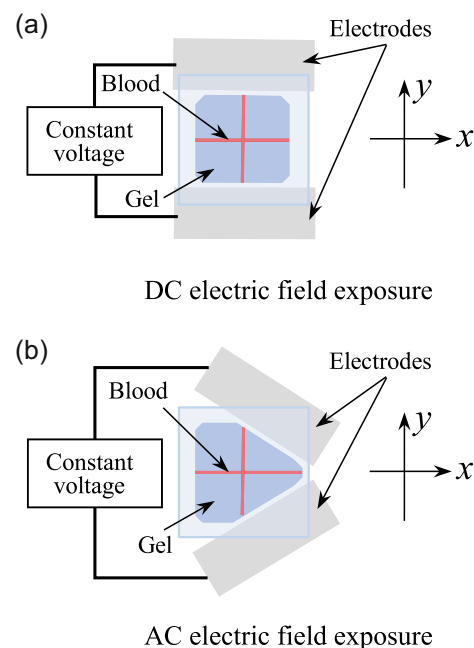 (a)
Electrodes
Blood
Constant
voltage
Gel
y
x
DC electric field exposure
(b)
Electrodes
Blood
Constant
voltage
Gel
y
x
AC electric field exposure